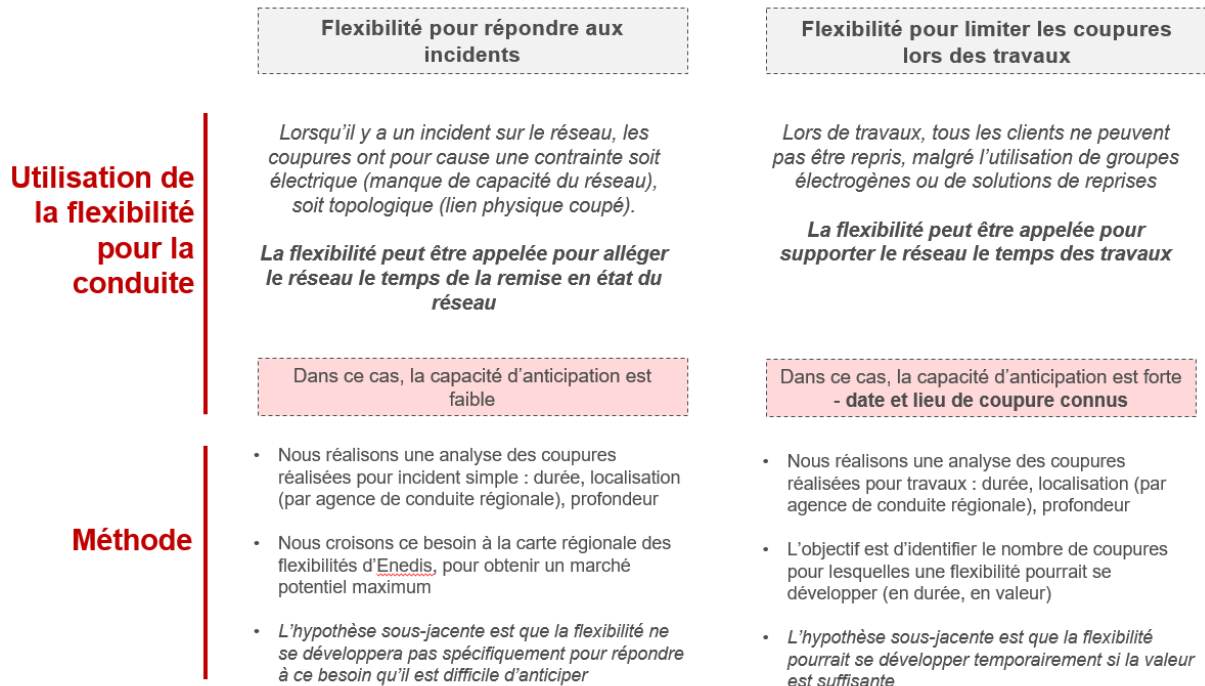 Flexibilité pour répondre aux
incidents
Flexibilité pour limiter les coupures
lors des travaux
Utilisation de
la flexibilité
pour la
conduite
Lorsqu'il y a un incident sur le réseau, les
coupures ont pour cause une contrainte soit
électrique (manque de capacité du réseau),
soit topologique (lien physique coupé).
La flexibilité peut être appelée pour alléger
le réseau le temps de la remise en état du
réseau
Lors de travaux, tous les clients ne peuvent
pas être repris, malgré l'utilisation de groupes
électrogènes ou de solutions de reprises
La flexibilité peut être appelée pour
supporter le réseau le temps des travaux
Dans ce cas, la capacité d'anticipation est
faible
Dans ce cas, la capacité d'anticipation est forte
- date et lieu de coupure connus
Méthode
• Nous réalisons une analyse des coupures
réalisées pour incident simple : durée, localisation
(par agence de conduite régionale), profondeur
• Nous croisons ce besoin à la carte régionale des
flexibilités d'Enedis, pour obtenir un marché
potentiel maximum
• L'hypothèse sous-jacente est que la flexibilité ne
se développera pas spécifiquement pour répondre
à ce besoin qu'il est difficile d'anticiper
• Nous réalisons une analyse des coupures
réalisées pour travaux : durée, localisation (par
agence de conduite régionale), profondeur
• L'objectif est d'identifier le nombre de coupures
pour lesquelles une flexibilité pourrait se
développer (en durée, en valeur)
• L'hypothèse sous-jacente est que la flexibilité
pourrait se développer temporairement si la valeur
est suffisante